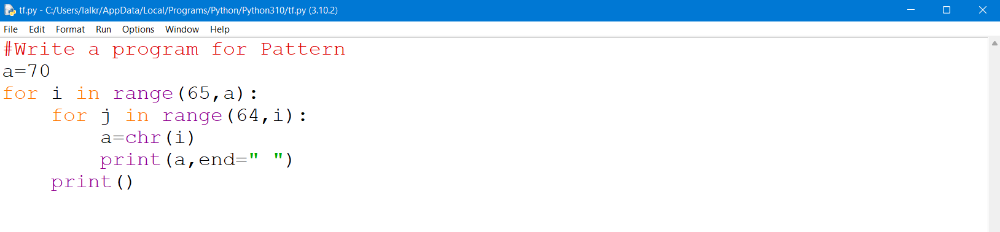 tf.py - C:/Users/lalkr/AppData/Local/Programs/Python/Python310/tf.py (3.10.2)
File Edit Format Run Options Window Help
#Write a program for Pattern
a=70
for i in range(65,a):
    for j in range(64,i):
        a=chr(i)
        print(a,end=" ")
    print()